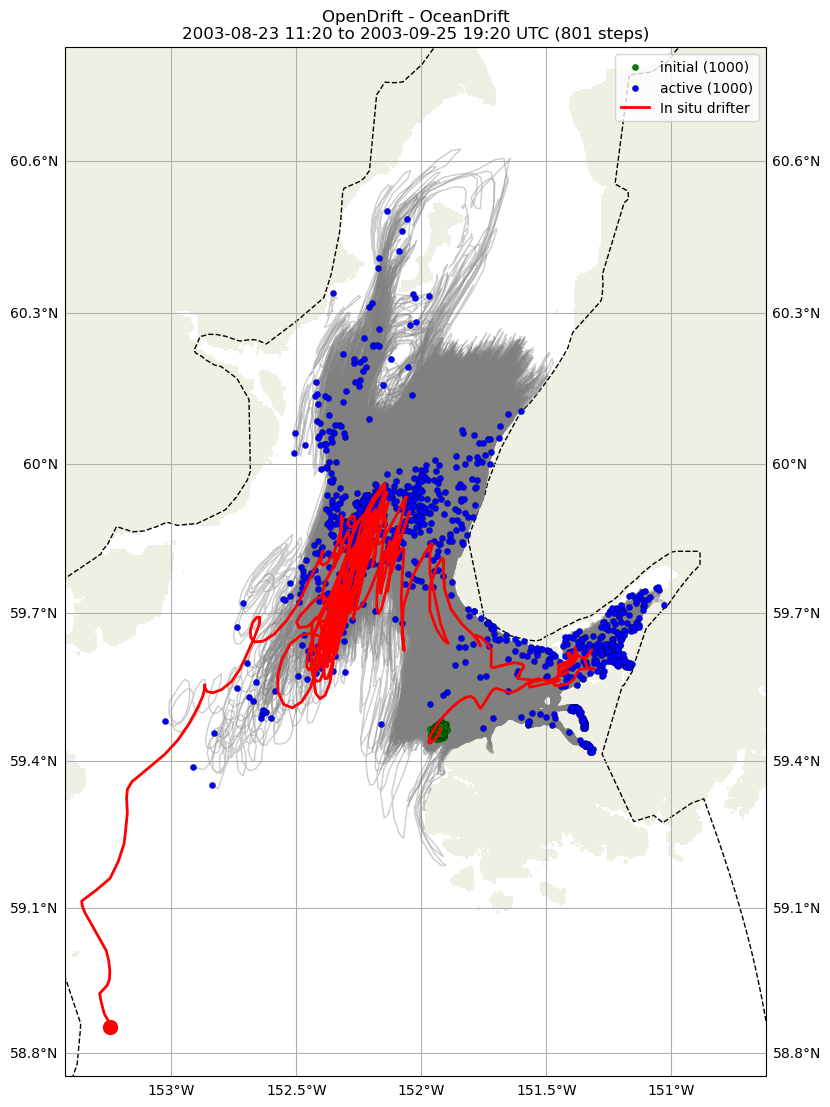 OpenDrift - OceanDrift
2003-08-23 11:20 to 2003-09-25 19:20 UTC (801 steps)
initial (1000)
active (1000)
In situ drifter
60.6°N 60.6°N
60.3°N 60.3°N
60°N 60°N
59.7°N 59.7°N
59.4°N 59.4°N
59.1°N 59.1°N
58.8°N 58.8°N
153°W 152.5°W 152°W 151.5°W 151°W